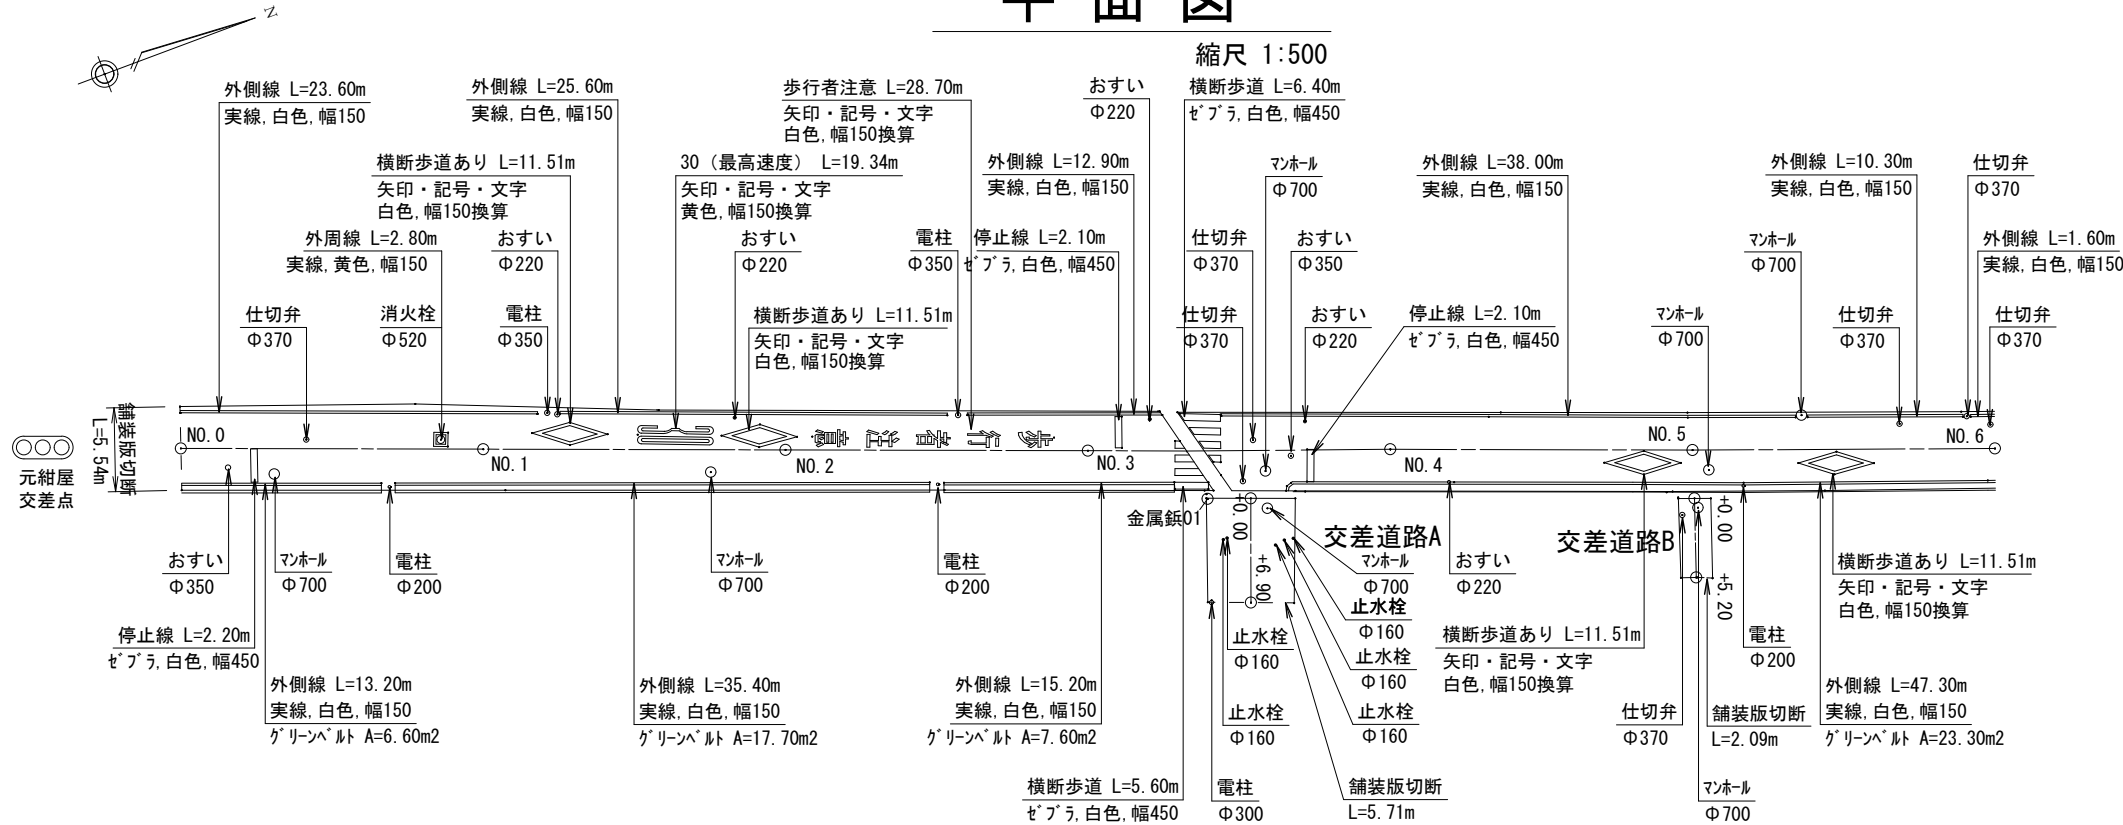 平面図
縮尺 1:500
N
外側線 L=23.60m
実線,白色,幅150
外側線 L=25.60m
実線,白色,幅150
歩行者注意 L=28.70m
矢印・記号・文字
白色,幅150換算
おすい
Φ220
横断歩道 L=6.40m
ゼブラ,白色,幅450
横断歩道あり L=11.51m
矢印・記号・文字
白色,幅150換算
30（最高速度） L=19.34m
矢印・記号・文字
黄色,幅150換算
外側線 L=12.90m
実線,白色,幅150
マンホール
Φ700
外側線 L=38.00m
実線,白色,幅150
外側線 L=10.30m
実線,白色,幅150
仕切弁
Φ370
外周線 L=2.80m
実線,黄色,幅150
おすい
Φ220
おすい
Φ220
電柱
Φ350
停止線 L=2.10m
ゼブラ,白色,幅450
仕切弁
Φ370
おすい
Φ350
マンホール
Φ700
外側線 L=1.60m
実線,白色,幅150
仕切弁
Φ370
消火栓
Φ520
電柱
Φ350
横断歩道あり L=11.51m
矢印・記号・文字
白色,幅150換算
仕切弁
Φ370
おすい
Φ220
停止線 L=2.10m
ゼブラ,白色,幅450
マンホール
Φ700
仕切弁
Φ370
仕切弁
Φ370
舗装版切断
L=5.54m
元紺屋
交差点
NO.0
NO.1
NO.2
NO.3
NO.4
NO.5
NO.6
歩行者注意
金属鋲01
+0.00
+6.90
交差道路A
交差道路B
+0.00
+5.20
おすい
Φ350
マンホール
Φ700
電柱
Φ200
マンホール
Φ700
電柱
Φ200
マンホール
Φ700
おすい
Φ220
横断歩道あり L=11.51m
矢印・記号・文字
白色,幅150換算
止水栓
Φ160
停止線 L=2.20m
ゼブラ,白色,幅450
止水栓
Φ160
止水栓
Φ160
横断歩道あり L=11.51m
矢印・記号・文字
白色,幅150換算
電柱
Φ200
外側線 L=13.20m
実線,白色,幅150
グリーンベルト A=6.60m2
外側線 L=35.40m
実線,白色,幅150
グリーンベルト A=17.70m2
外側線 L=15.20m
実線,白色,幅150
グリーンベルト A=7.60m2
止水栓
Φ160
止水栓
Φ160
仕切弁
Φ370
舗装版切断
L=2.09m
外側線 L=47.30m
実線,白色,幅150
グリーンベルト A=23.30m2
横断歩道 L=5.60m
ゼブラ,白色,幅450
電柱
Φ300
舗装版切断
L=5.71m
マンホール
Φ700